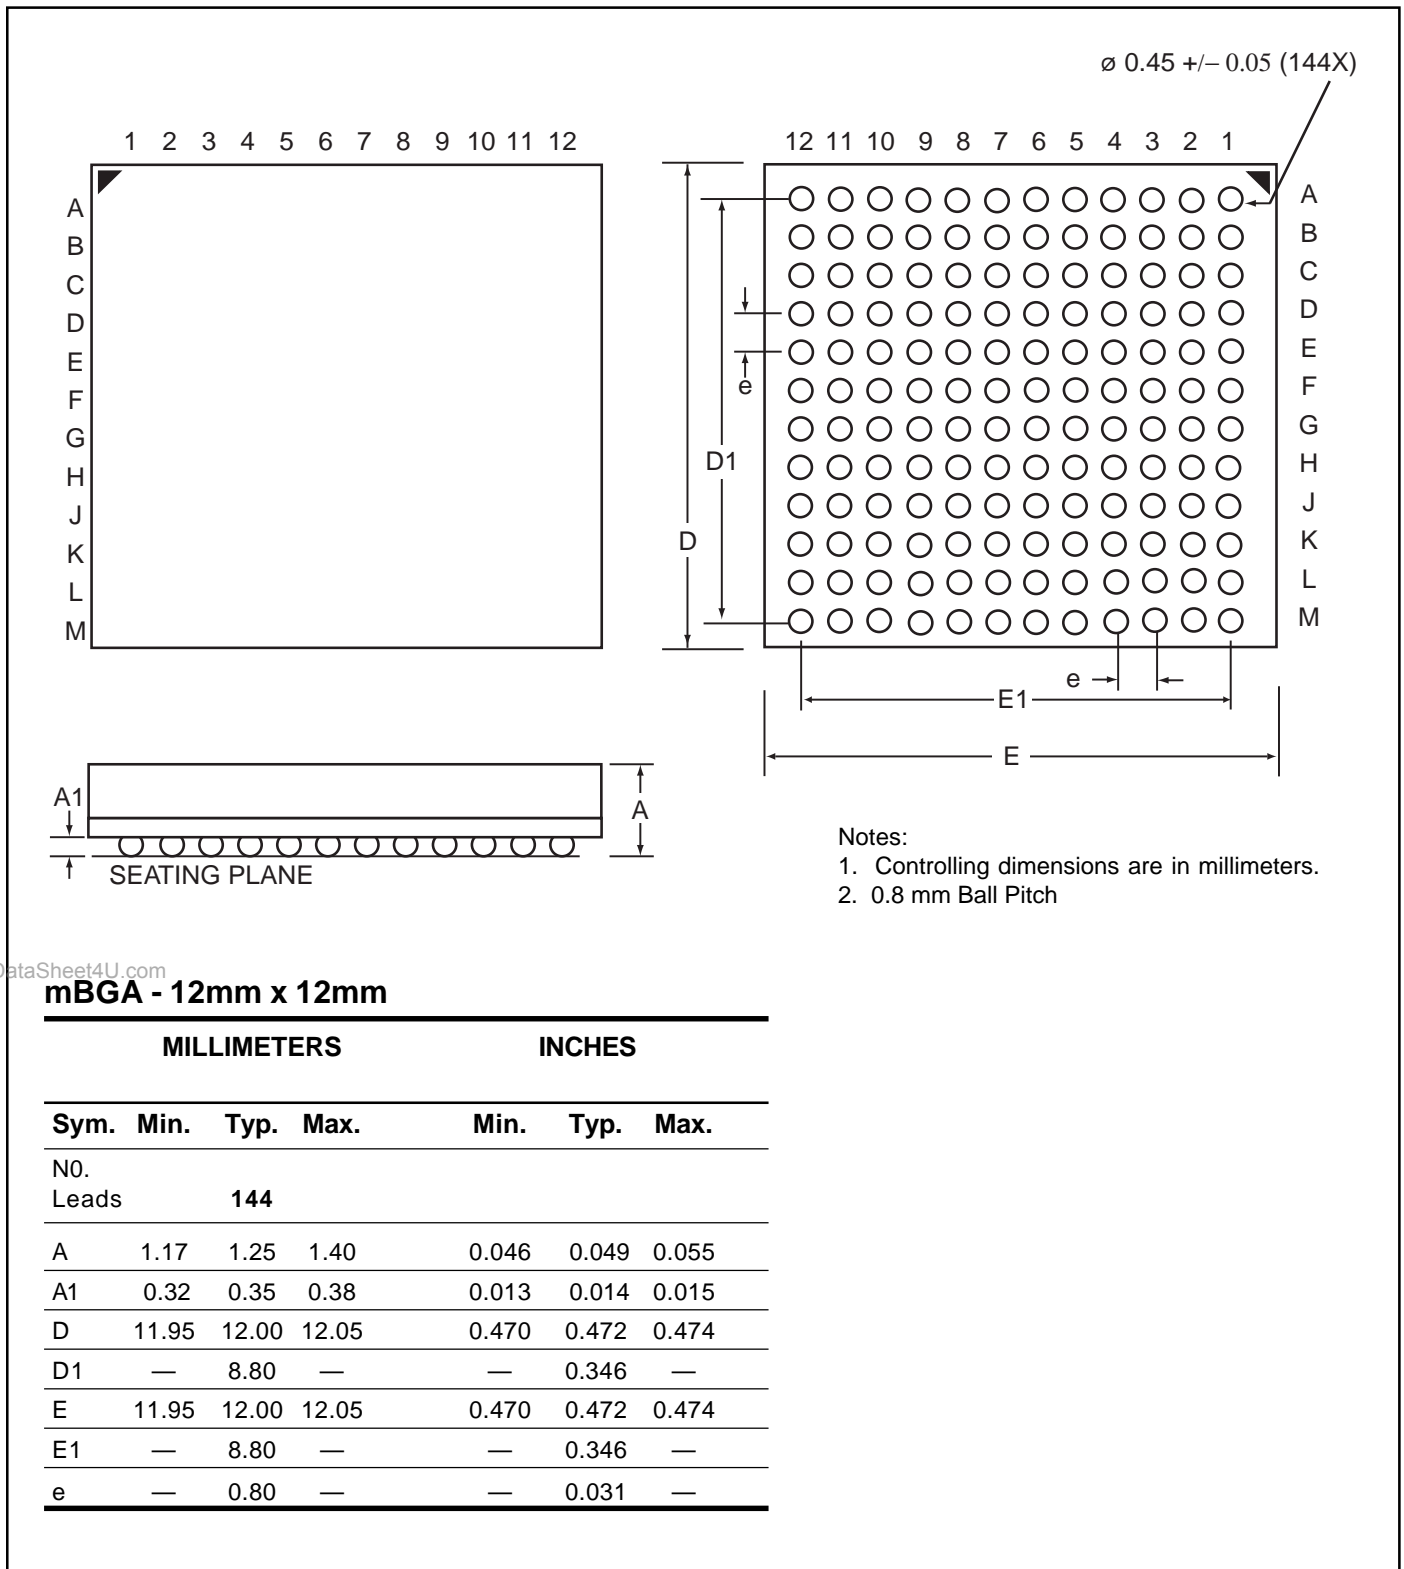 ø 0.45 +/– 0.05 (144X)
1 2 3 4 5 6 7 8 9 10 11 12
A
B
C
D
E
F
G
H
J
K
L
M
12 11 10 9 8 7 6 5 4 3 2 1
A
B
C
D
E
F
G
H
J
K
L
M
e
D1
D
e
E1
E
A1
A
SEATING PLANE
Notes:
1. Controlling dimensions are in millimeters.
2. 0.8 mm Ball Pitch
DataSheet4U.com
mBGA - 12mm x 12mm
MILLIMETERS INCHES
Sym. Min. Typ. Max. Min. Typ. Max.
N0.
Leads 144
A 1.17 1.25 1.40 0.046 0.049 0.055
A1 0.32 0.35 0.38 0.013 0.014 0.015
D 11.95 12.00 12.05 0.470 0.472 0.474
D1 — 8.80 — — 0.346 —
E 11.95 12.00 12.05 0.470 0.472 0.474
E1 — 8.80 — — 0.346 —
e — 0.80 — — 0.031 —